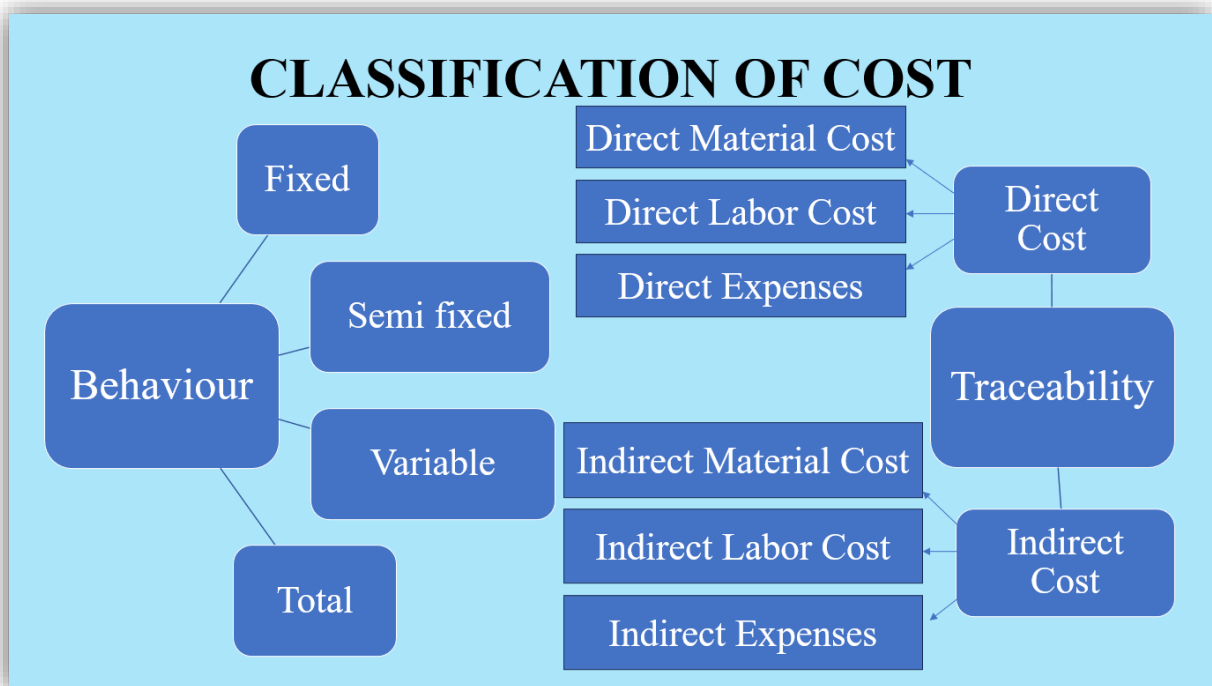 CLASSIFICATION OF COST
Behaviour
Fixed
Semi fixed
Variable
Total
Traceability
Direct
Cost
Direct Material Cost
Direct Labor Cost
Direct Expenses
Indirect
Cost
Indirect Material Cost
Indirect Labor Cost
Indirect Expenses